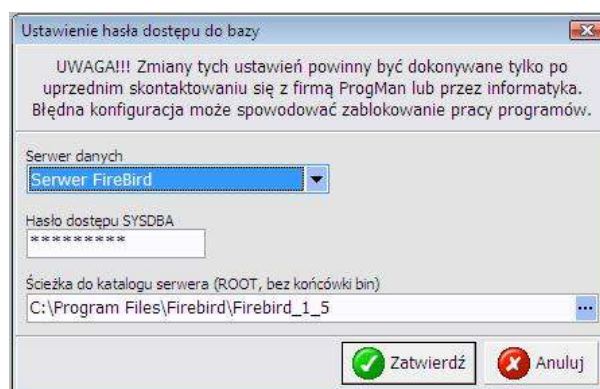 Ustawienie hasła dostępu do bazy
UWAGA!!! Zmiany tych ustawień powinny być dokonywane tylko po
uprzednim skontaktowaniu się z firmą ProgMan lub przez informatyka.
Błędna konfiguracja może spowodować zablokowanie pracy programów.
Serwer danych
Serwer FireBird
Hasło dostępu SYSDBA
*********
Ścieżka do katalogu serwera (ROOT, bez końcówki bin)
C:\Program Files\Firebird\Firebird_1_5
...
Zatwierdź
Anuluj